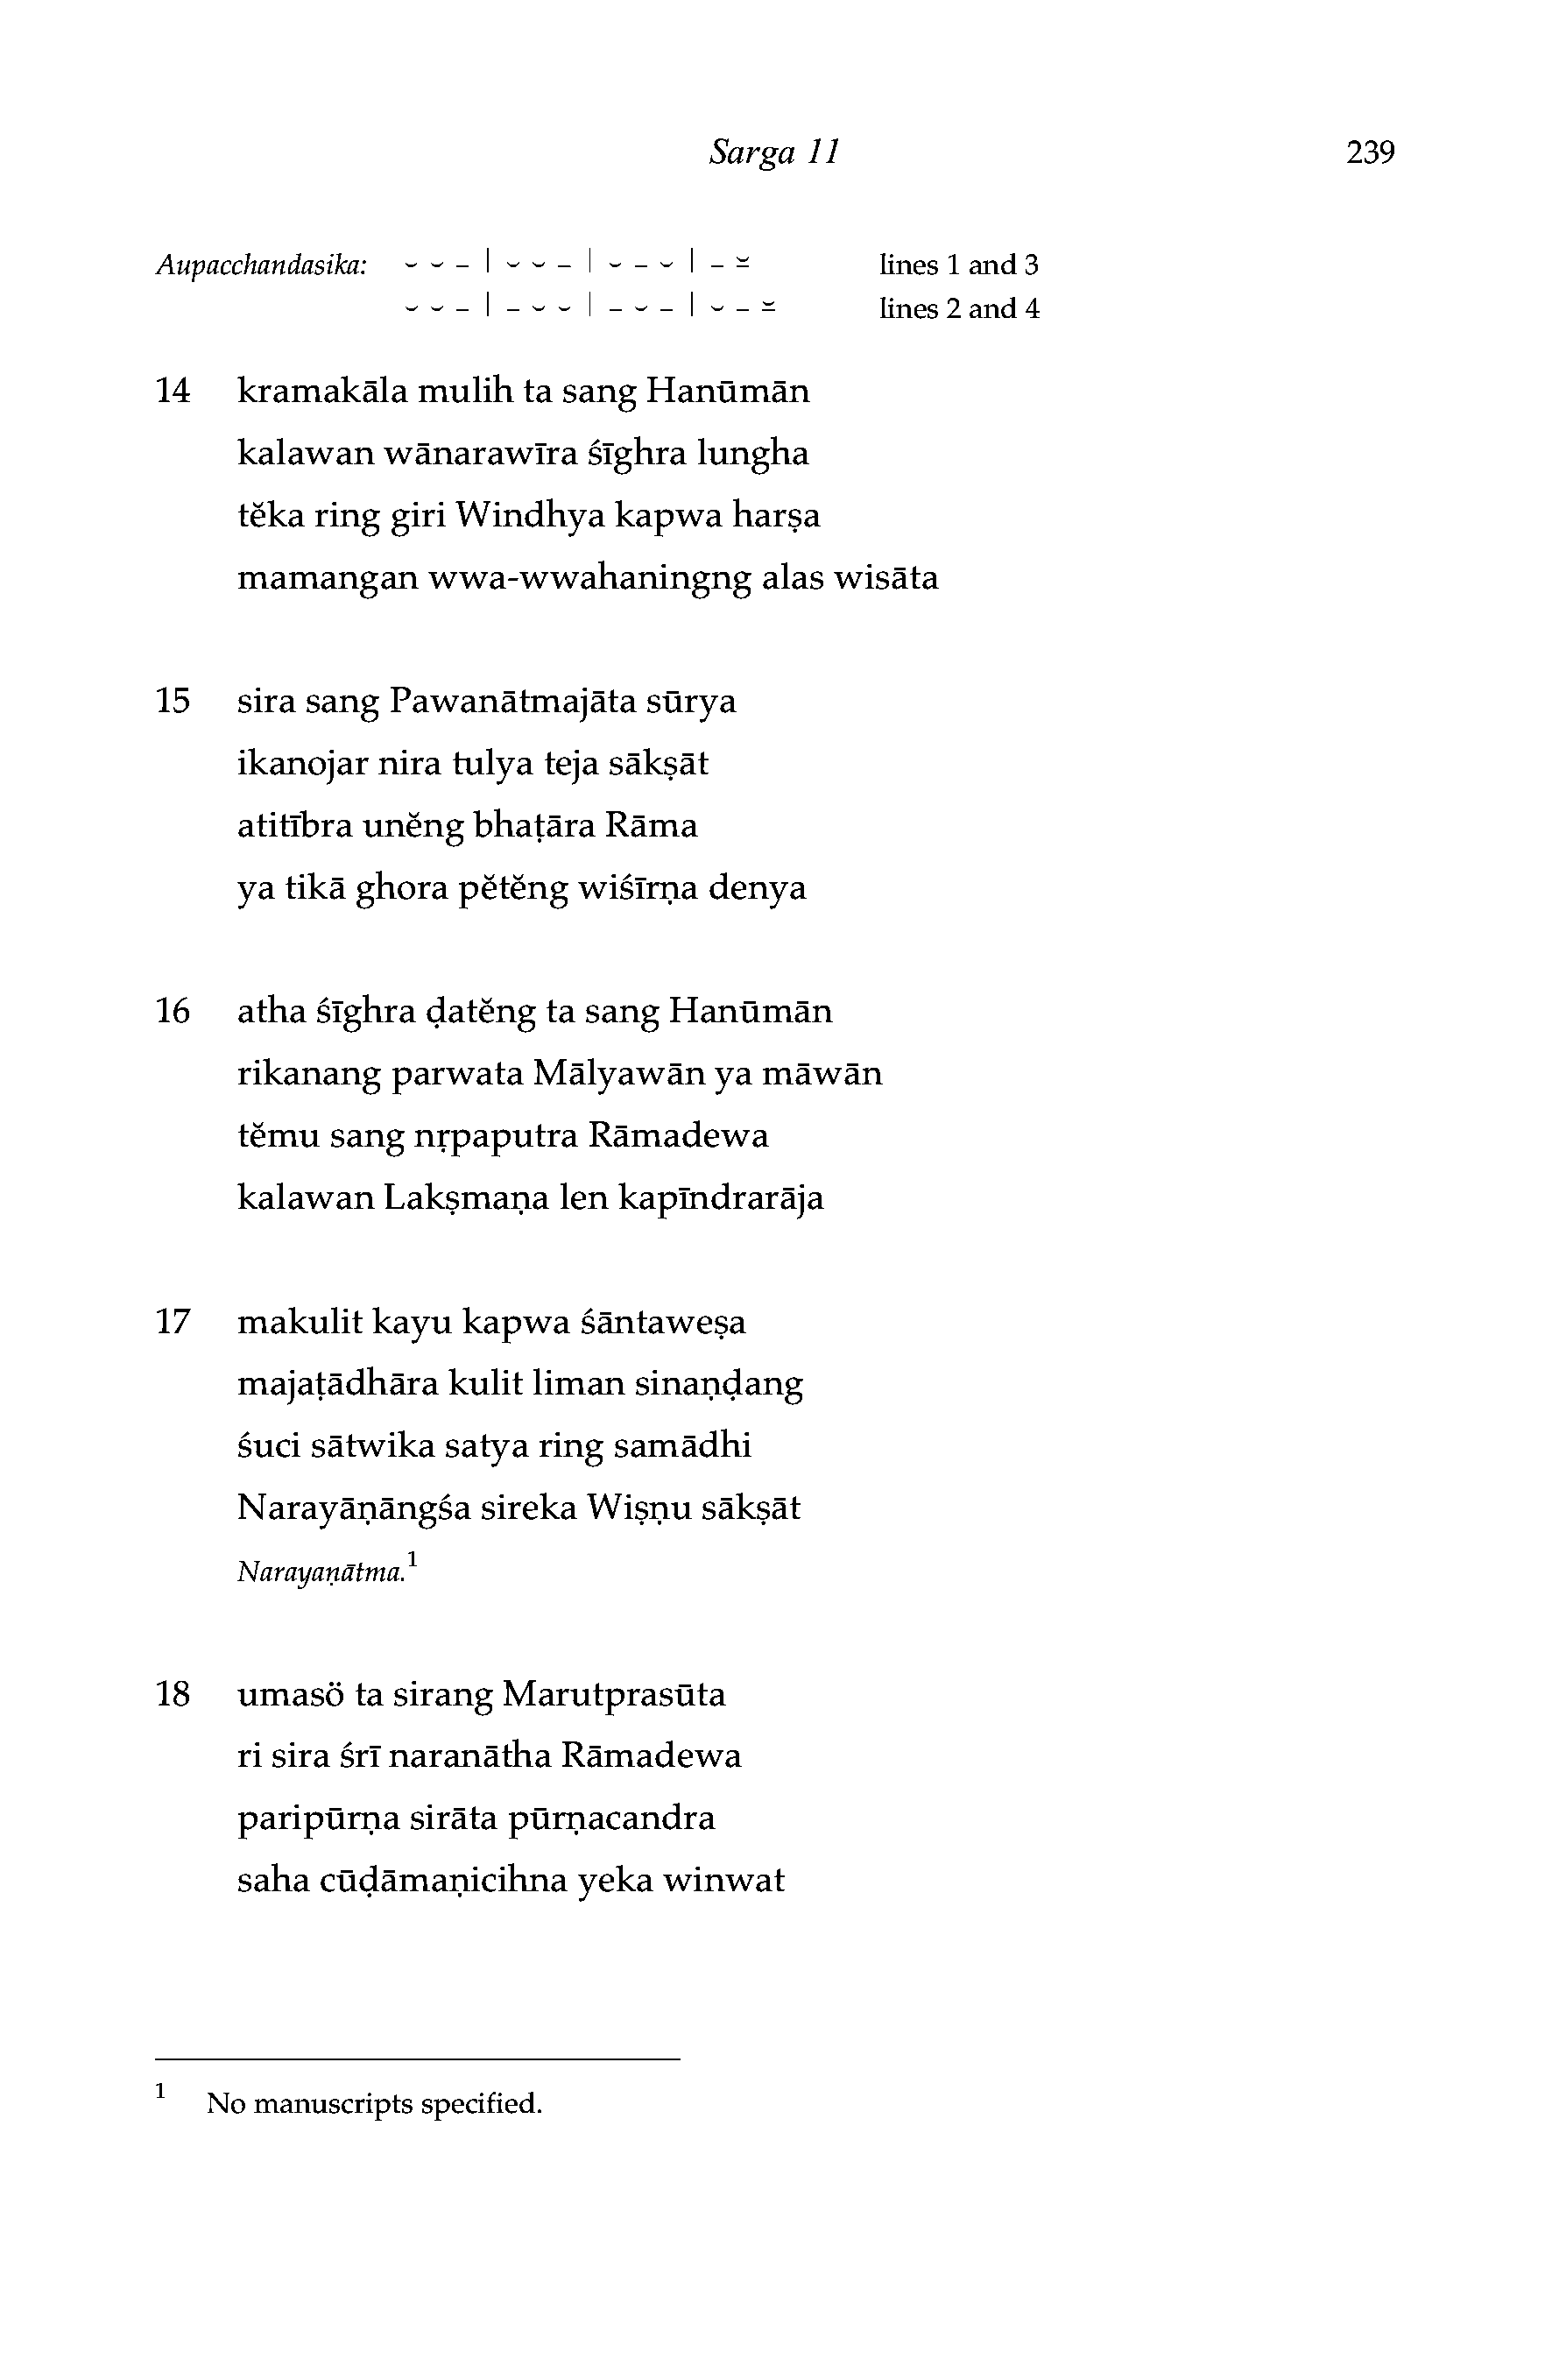 Sarga 11 239
Aupacchandasika: ⏑ ⏑ – | ⏑ ⏑ – | ⏑ – ⏑ | – ⏓ lines 1 and 3
⏑ ⏑ – | – ⏑ ⏑ | – ⏑ – | ⏑ – ⏓ lines 2 and 4
14 kramakāla mulih ta sang Hanūmān
kalawan wānarawīra śīghra lungha
tĕka ring giri Windhya kapwa harṣa
mamangan wwa-wwahaningng alas wisāta
15 sira sang Pawanātmajāta sūrya
ikanojar nira tulya teja sākṣāt
atitībra unĕng bhaṭāra Rāma
ya tikā ghora pĕtĕng wiśīrṇa denya
16 atha śīghra ḍatĕng ta sang Hanūmān
rikanang parwata Mālyawān ya māwān
tĕmu sang nṛpaputra Rāmadewa
kalawan Lakṣmaṇa len kapīndrarāja
17 makulit kayu kapwa śāntaweṣa
majaṭādhāra kulit liman sinaṇḍang
śuci sātwika satya ring samādhi
Narayāṇāngśa sireka Wiṣṇu sākṣāt
Narayaṇātma.¹
18 umasö ta sirang Marutprasūta
ri sira śrī naranātha Rāmadewa
paripūrṇa sirāta pūrṇacandra
saha cūḍāmaṇicihna yeka winwat
¹ No manuscripts specified.